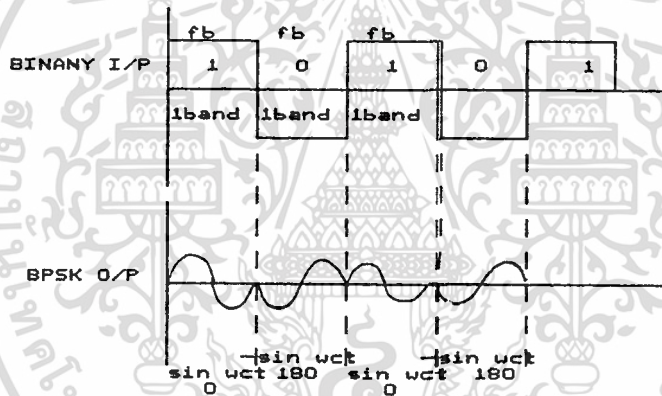 fb fb fb
BINANY I/P 1 0 1 0 1
1band 1band 1band
BPSK O/P
-sin wct -sin wct
sin wct 180 sin wct 180
0 0